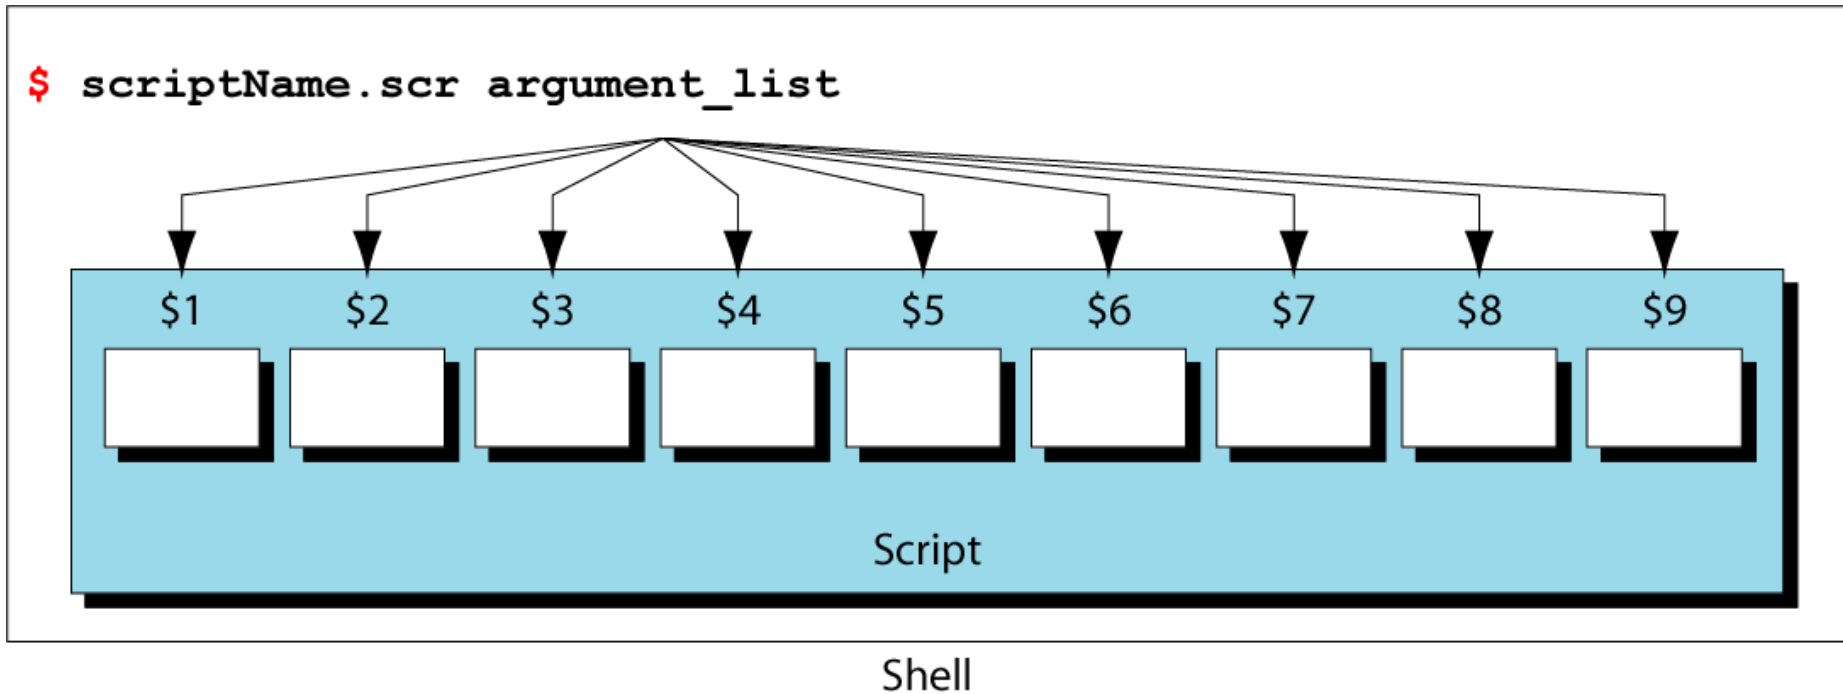 $ scriptName.scr argument_list
$1 $2 $3 $4 $5 $6 $7 $8 $9
Script
Shell